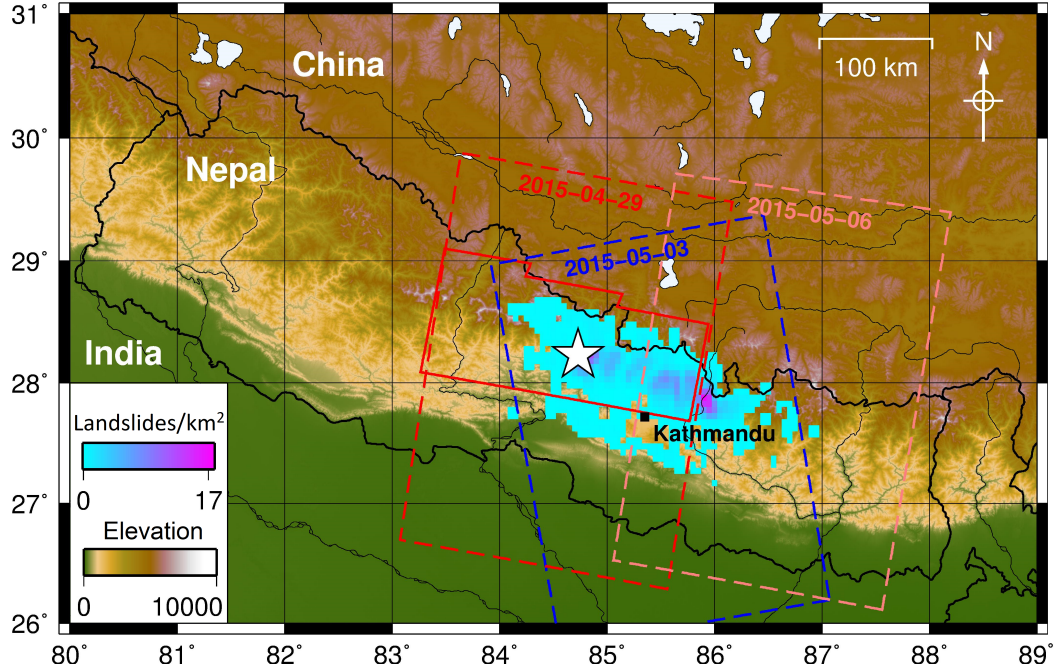 31°
30°
29°
28°
27°
26°
China
Nepal
India
100 km
N
2015-04-29
2015-05-06
2015-05-03
Kathmandu
Landslides/km²
0 17
Elevation
0 10000
80° 81° 82° 83° 84° 85° 86° 87° 88° 89°